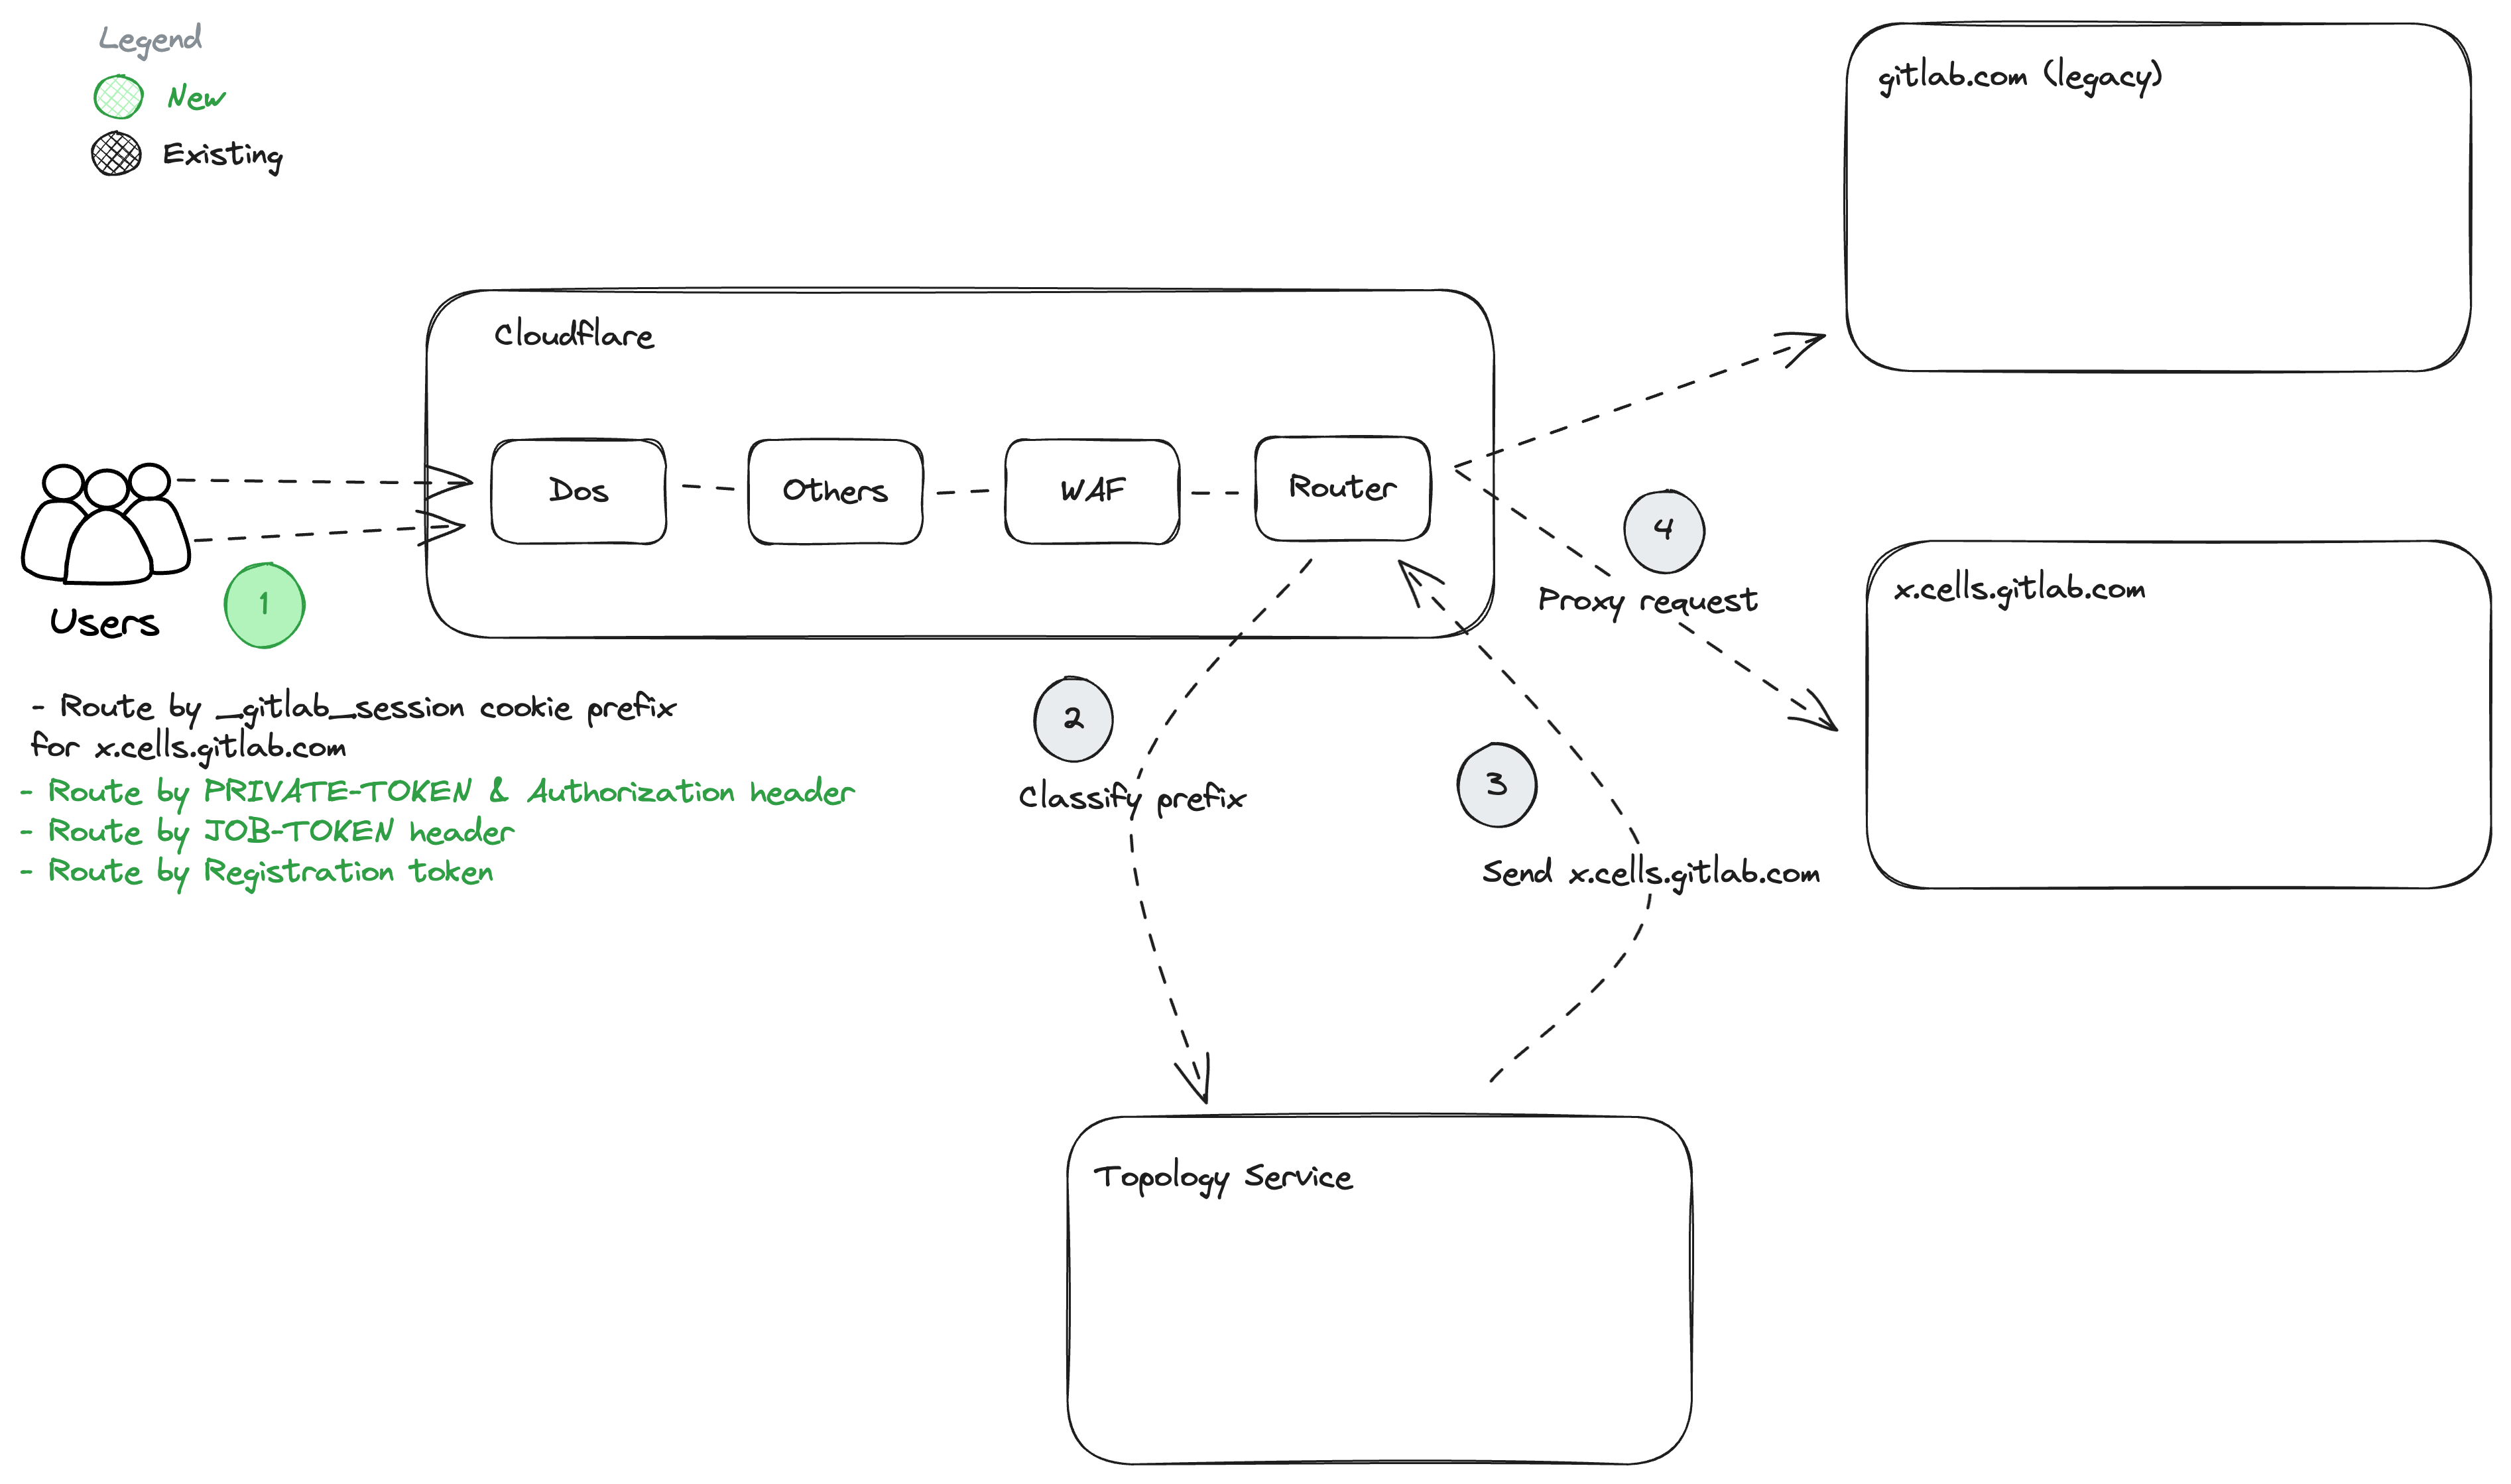 Legend
New
Existing
gitlab.com (legacy)
Cloudflare
Dos
Others
WAF
Router
Users
1
- Route by _gitlab_session cookie prefix
for x.cells.gitlab.com
- Route by PRIVATE-TOKEN & Authorization header
- Route by JOB-TOKEN header
- Route by Registration token
2
Classify prefix
3
Send x.cells.gitlab.com
4
Proxy request
x.cells.gitlab.com
Topology Service